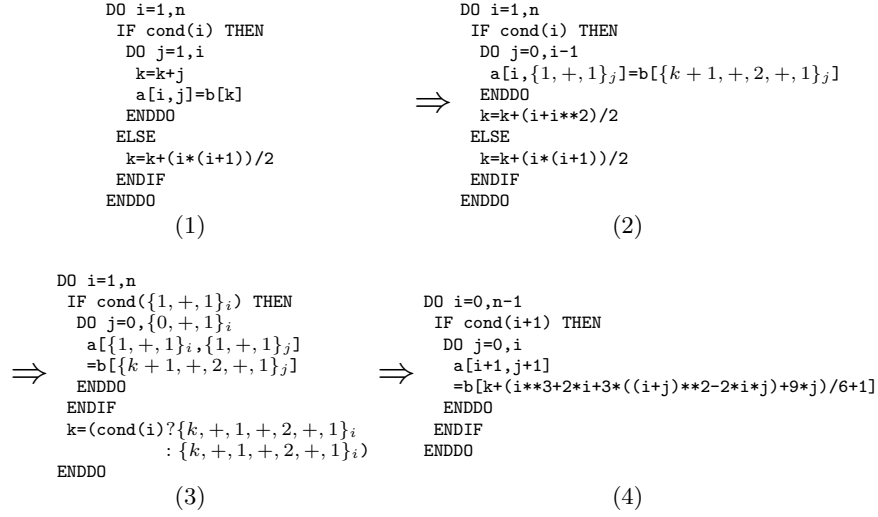 DO i=1,n
IF cond(i) THEN
DO j=1,i
k=k+j
a[i,j]=b[k]
ENDDO
ELSE
k=k+(i*(i+1))/2
ENDIF
ENDDO
(1)
⇒
DO i=1,n
IF cond(i) THEN
DO j=0,i-1
a[i,{1,+,1}j]=b[{k+1,+,2,+,1}j]
ENDDO
k=k+(i+i**2)/2
ELSE
k=k+(i*(i+1))/2
ENDIF
ENDDO
(2)
⇒
DO i=1,n
IF cond({1,+,1}i) THEN
DO j=0,{0,+,1}i
a[{1,+,1}i,{1,+,1}j]
=b[{k+1,+,2,+,1}j]
ENDDO
ENDIF
k=(cond(i)?{k,+,1,+,2,+,1}i
: {k,+,1,+,2,+,1}i)
ENDDO
(3)
⇒
DO i=0,n-1
IF cond(i+1) THEN
DO j=0,i
a[i+1,j+1]
=b[k+(i**3+2*i+3*((i+j)**2-2*i*j)+9*j)/6+1]
ENDDO
ENDIF
ENDDO
(4)